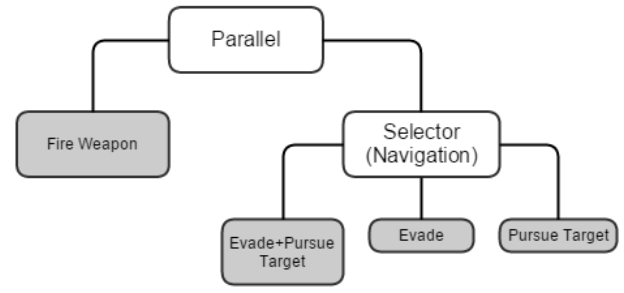 Parallel
Fire Weapon
Selector
(Navigation)
Evade+Pursue
Target
Evade
Pursue Target